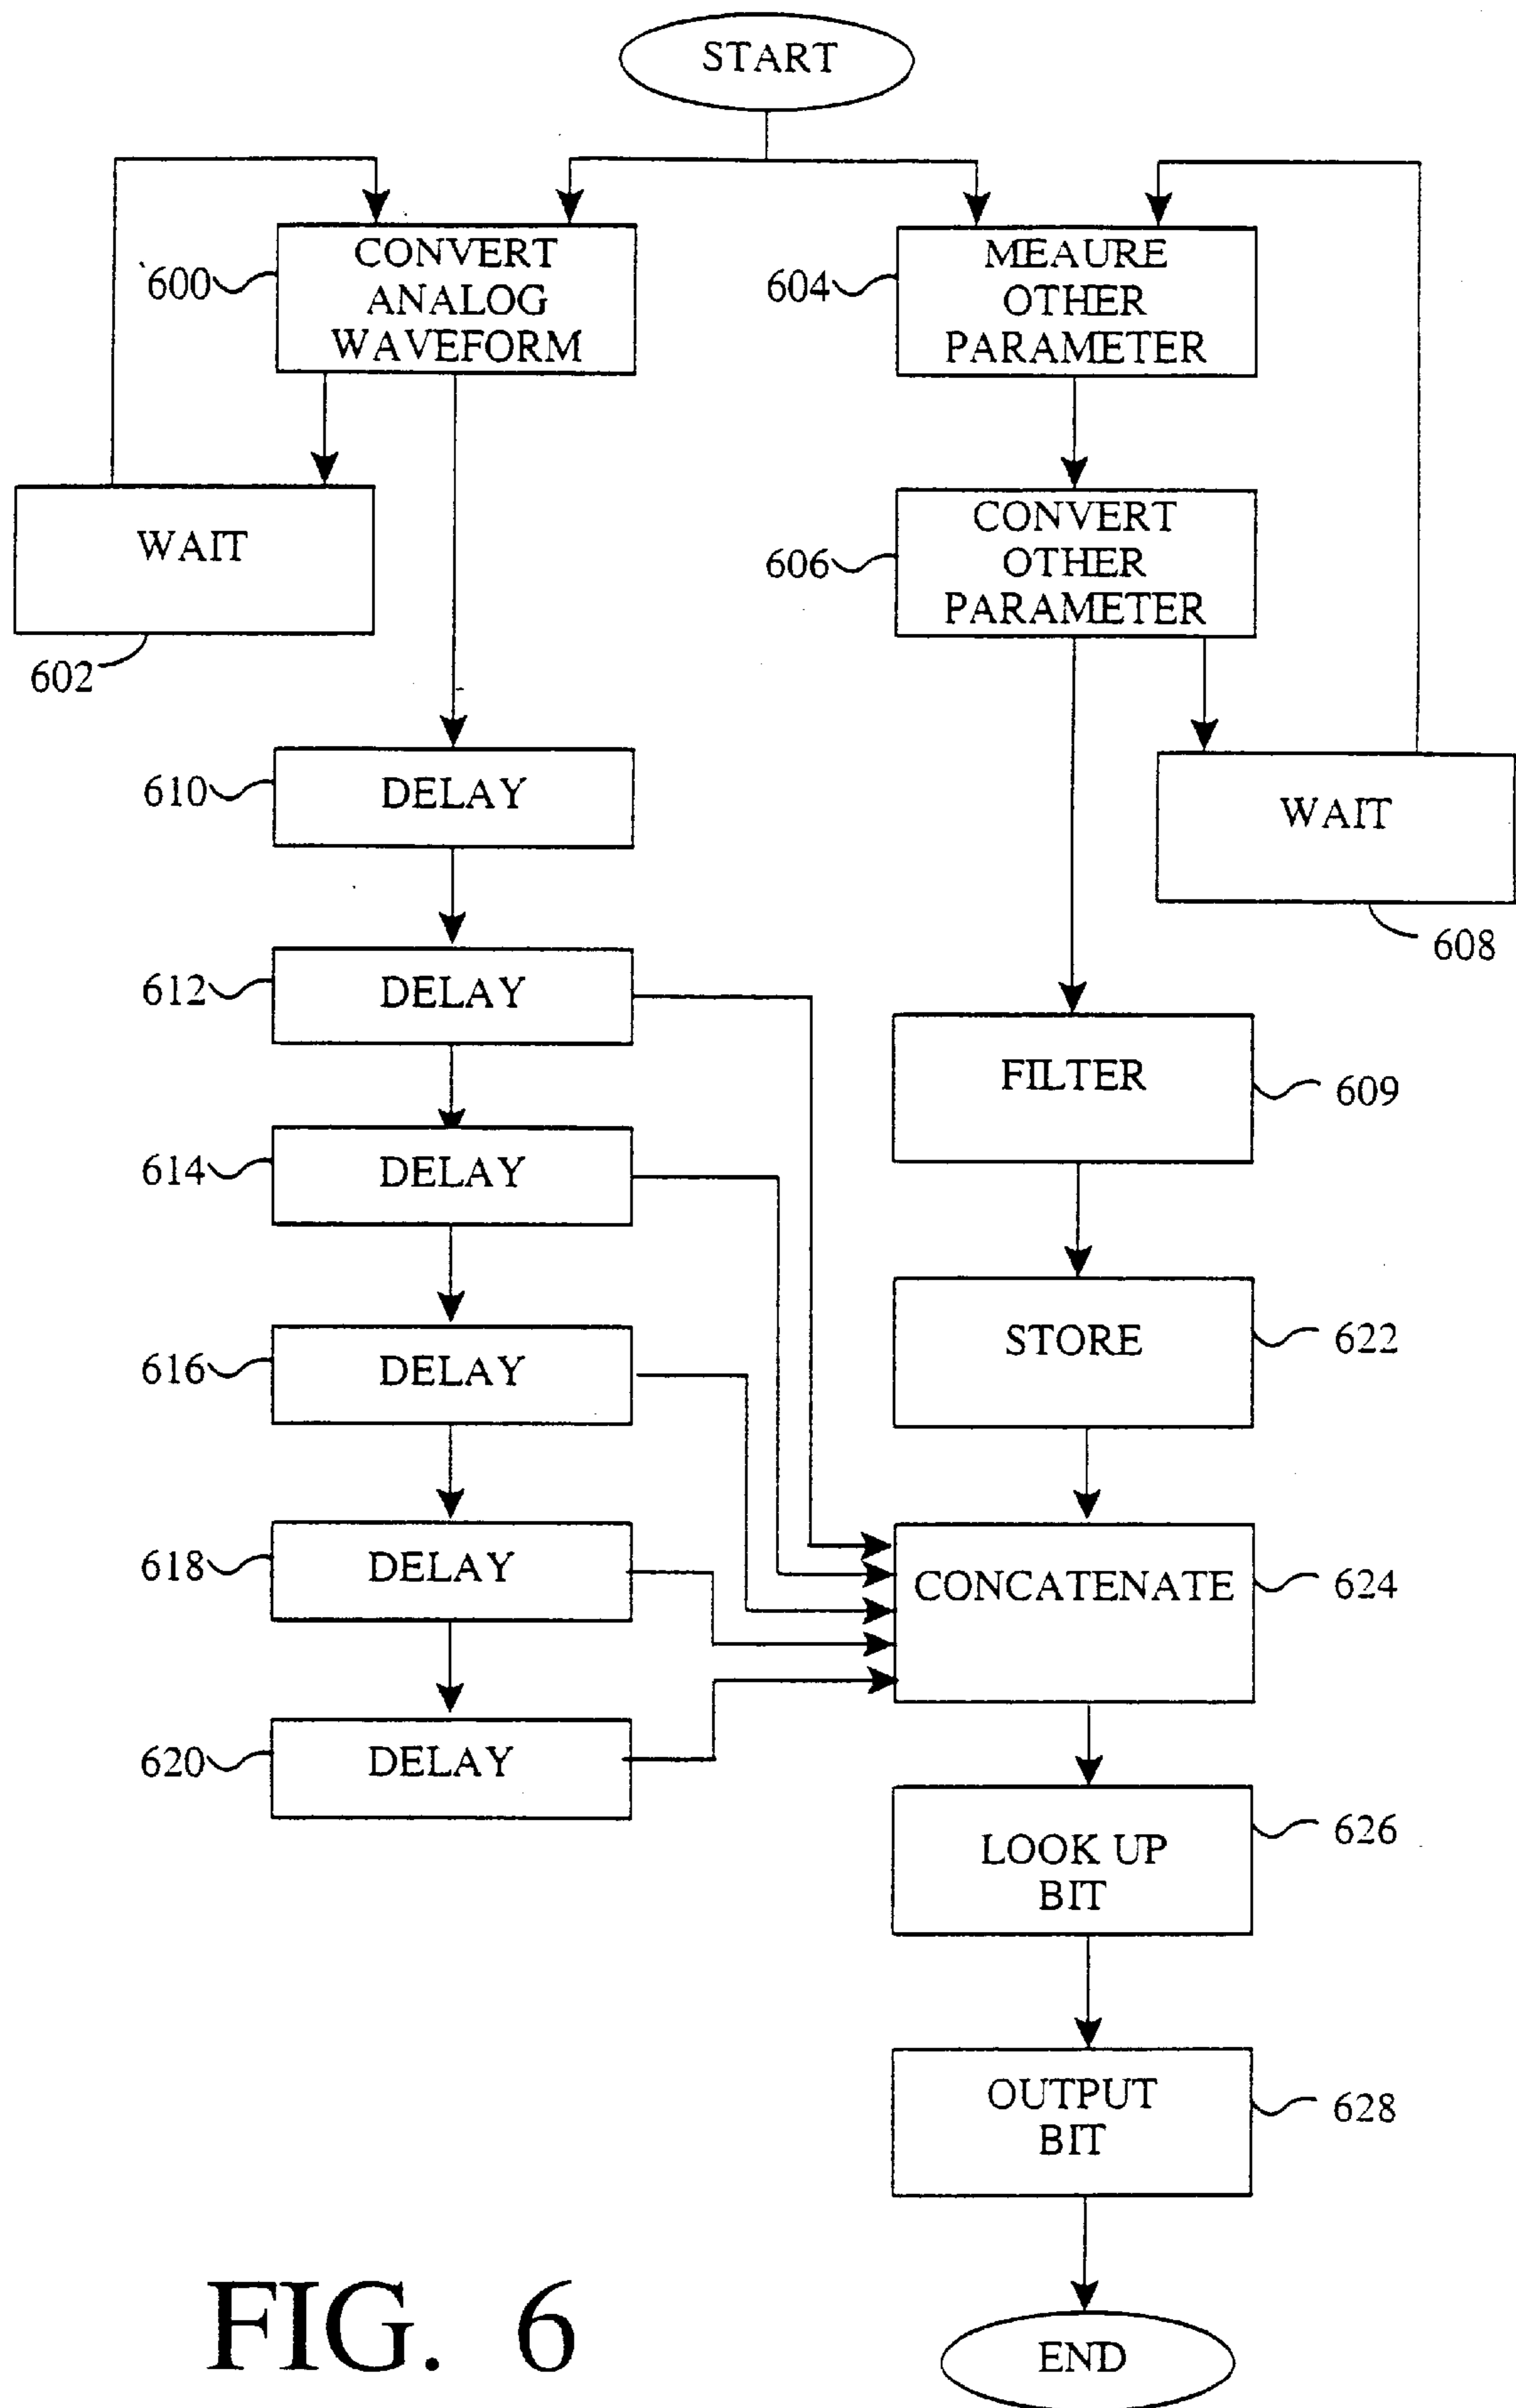 START
CONVERT
ANALOG
WAVEFORM
600
MEAURE
OTHER
PARAMETER
604
WAIT
602
CONVERT
OTHER
PARAMETER
606
610
DELAY
WAIT
608
612
DELAY
FILTER
609
614
DELAY
STORE
622
616
DELAY
618
DELAY
CONCATENATE
624
620
DELAY
LOOK UP
BIT
626
OUTPUT
BIT
628
END
FIG. 6